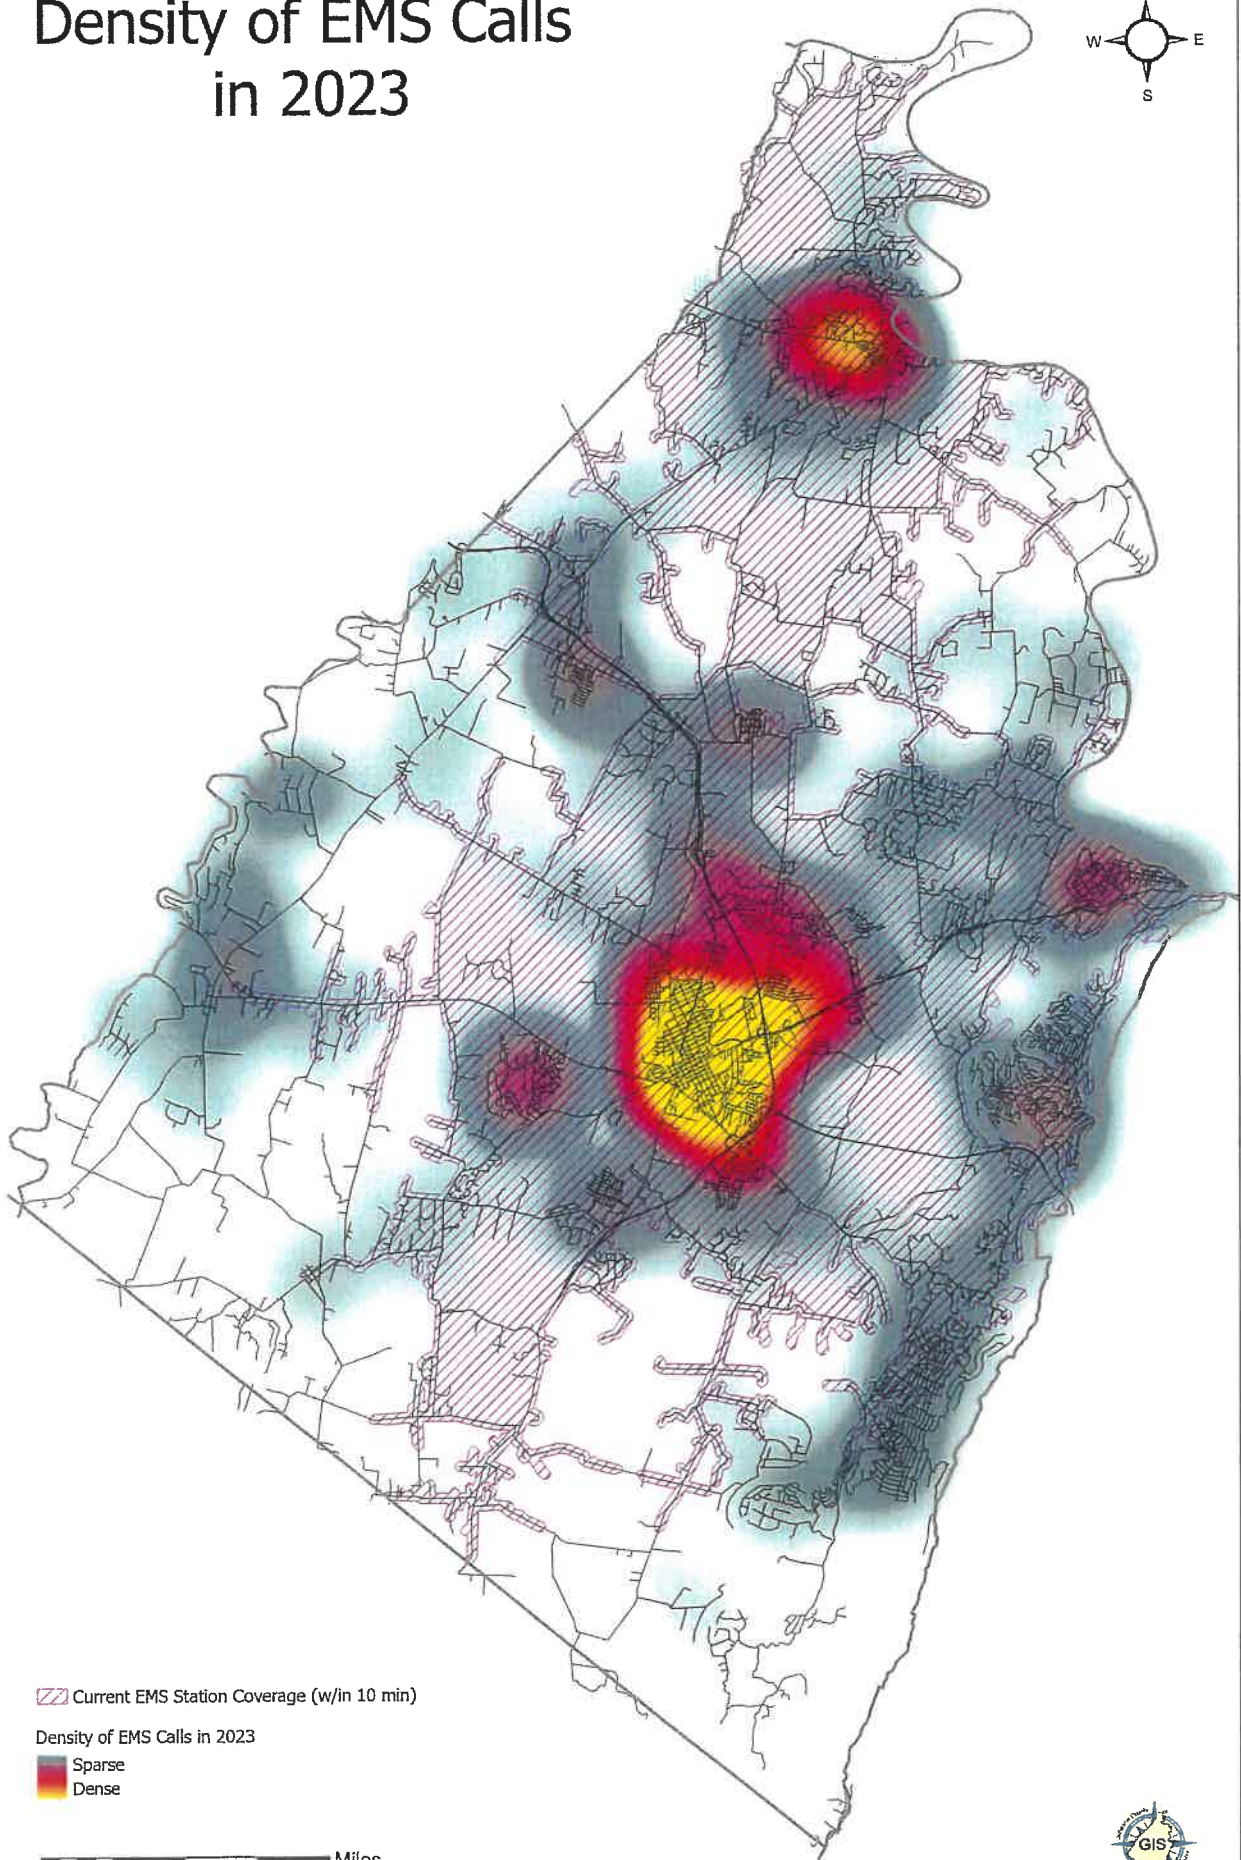 Density of EMS Calls
in 2023
W
E
S
Current EMS Station Coverage (w/in 10 min)
Density of EMS Calls in 2023
Sparse
Dense
Miles
GIS